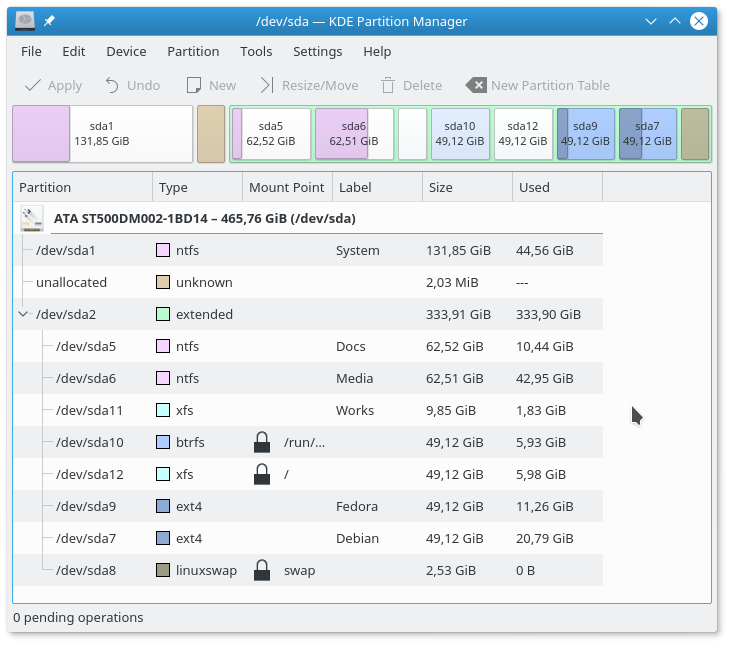 /dev/sda — KDE Partition Manager
File Edit Device Partition Tools Settings Help
Apply Undo New Resize/Move Delete New Partition Table
sda1 sda5 sda6 sda10 sda12 sda9 sda7
131,85 GiB 62,52 GiB 62,51 GiB 49,12 GiB 49,12 GiB 49,12 GiB 49,12 GiB
Partition Type Mount Point Label Size Used
ATA ST500DM002-1BD14 – 465,76 GiB (/dev/sda)
/dev/sda1 ntfs System 131,85 GiB 44,56 GiB
unallocated unknown 2,03 MiB ---
/dev/sda2 extended 333,91 GiB 333,90 GiB
/dev/sda5 ntfs Docs 62,52 GiB 10,44 GiB
/dev/sda6 ntfs Media 62,51 GiB 42,95 GiB
/dev/sda11 xfs Works 9,85 GiB 1,83 GiB
/dev/sda10 btrfs /run/... 49,12 GiB 5,93 GiB
/dev/sda12 xfs / 49,12 GiB 5,98 GiB
/dev/sda9 ext4 Fedora 49,12 GiB 11,26 GiB
/dev/sda7 ext4 Debian 49,12 GiB 20,79 GiB
/dev/sda8 linuxswap swap 2,53 GiB 0 B
0 pending operations